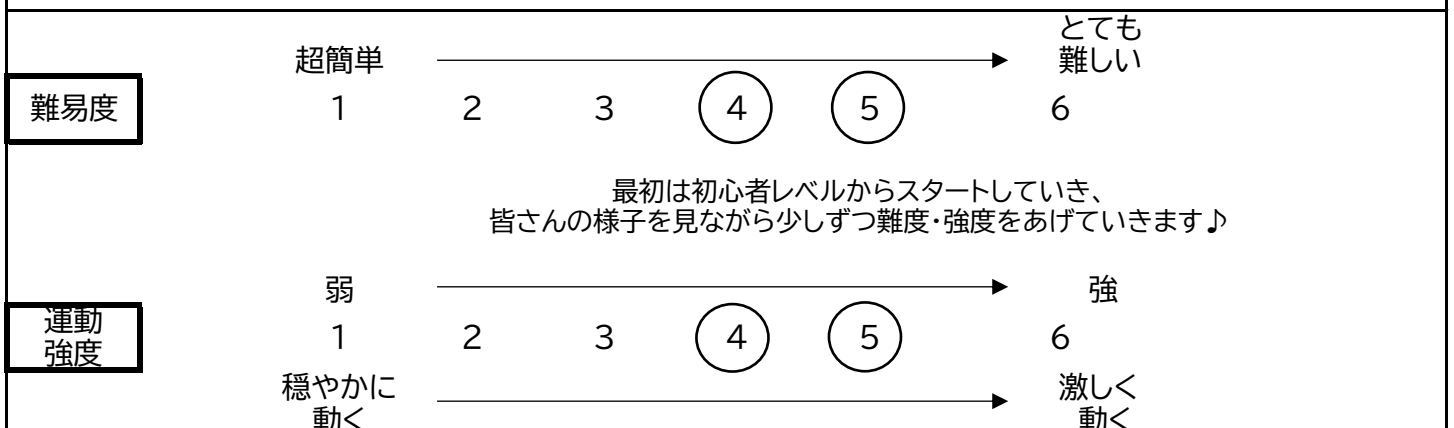 とても
超簡単 難しい
難易度 1 2 3 4 5 6
最初は初心者レベルからスタートしていき、
皆さんの様子を見ながら少しずつ難度・強度をあげていきます♪
弱 強
運動
強度
1 2 3 4 5 6
穏やかに 激しく
動く 動く